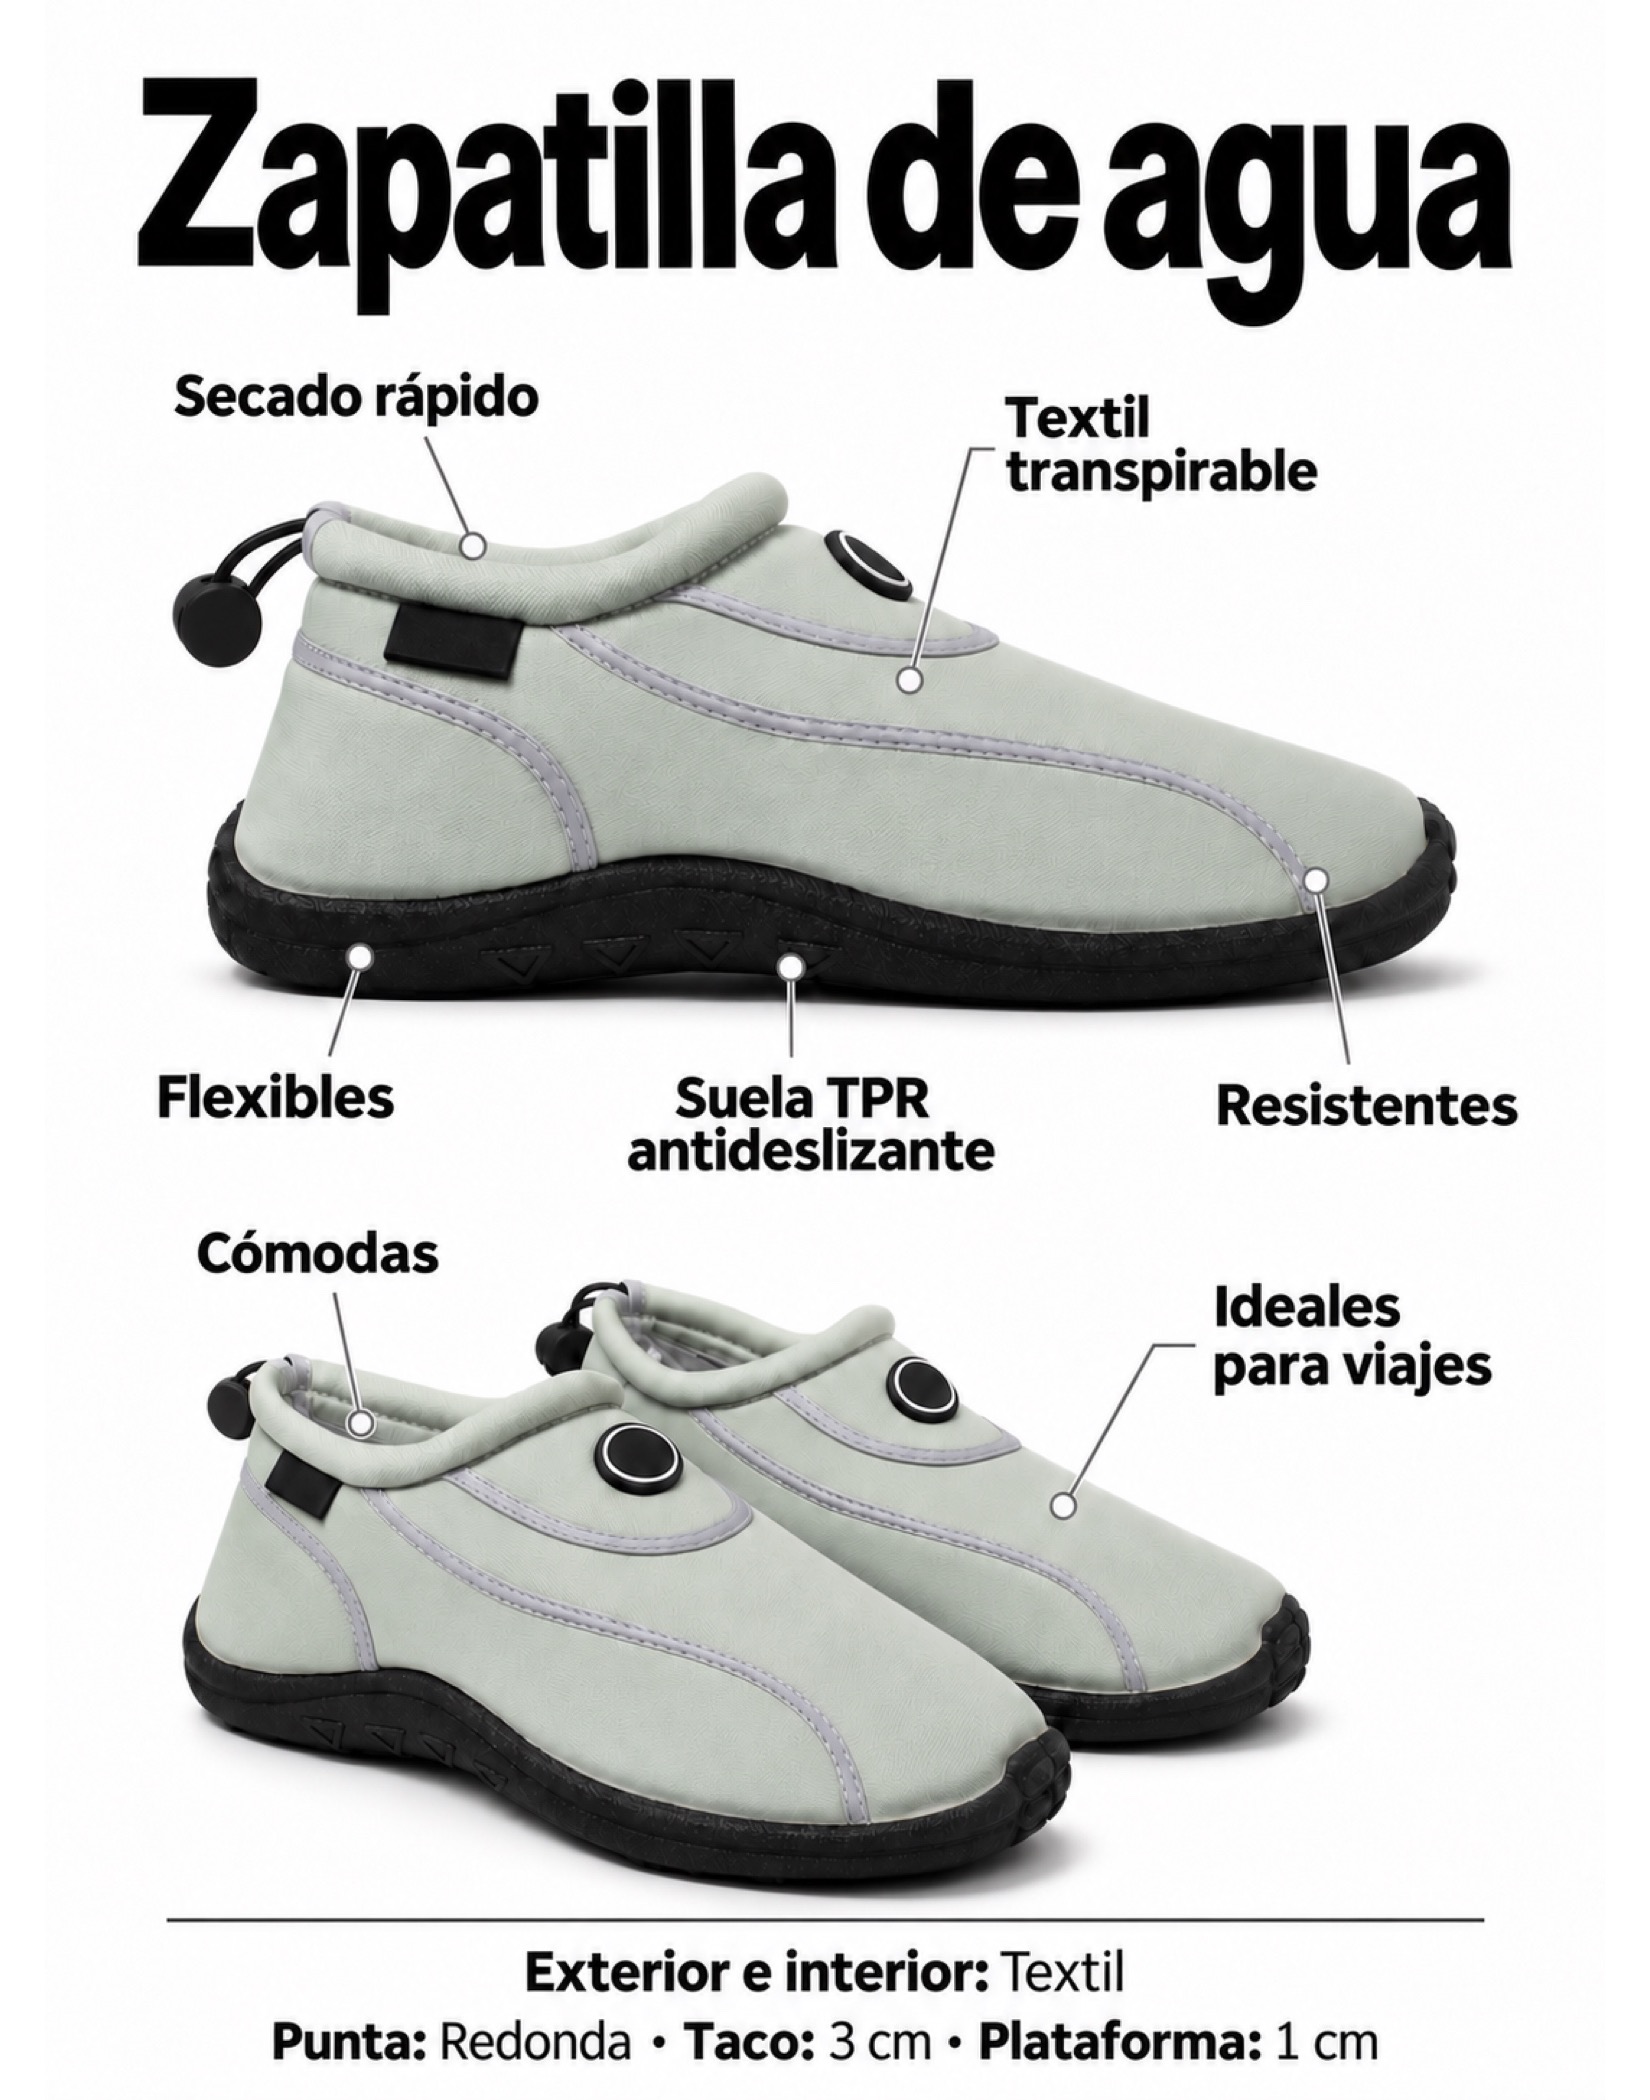 Zapatilla de agua
Secado rápido
Textil
transpirable
Flexibles
Suela TPR
antideslizante
Resistentes
Cómodas
Ideales
para viajes
Exterior e interior: Textil
Punta: Redonda • Taco: 3 cm • Plataforma: 1 cm